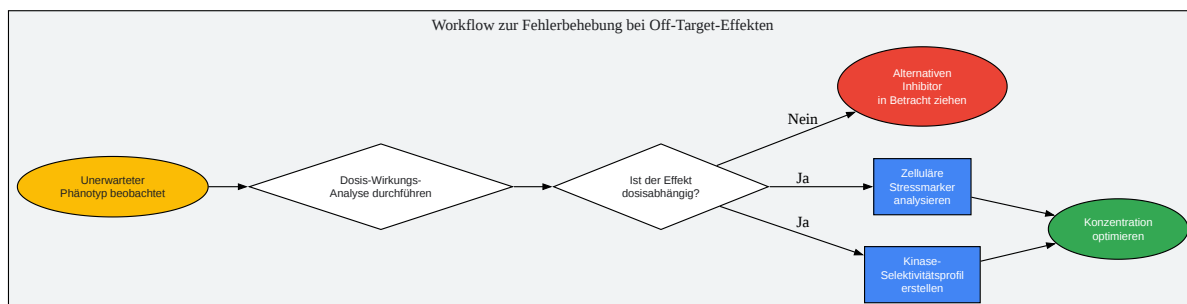 Workflow zur Fehlerbehebung bei Off-Target-Effekten
Unerwarteter
Phänotyp beobachtet
Dosis-Wirkungs-
Analyse durchführen
Ist der Effekt
dosisabhängig?
Nein
Alternativen
Inhibitor
in Betracht ziehen
Ja
Zelluläre
Stressmarker
analysieren
Ja
Kinase-
Selektivitätsprofil
erstellen
Konzentration
optimieren